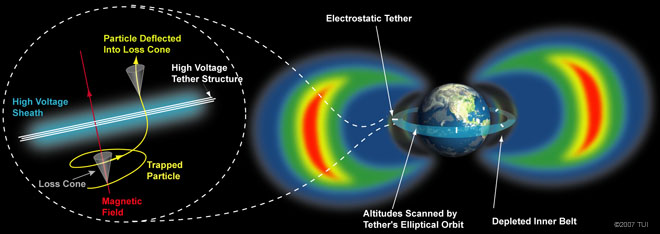 Particle Deflected
Into Loss Cone
High Voltage
Tether Structure
High Voltage
Sheath
Trapped
Particle
Loss Cone
Magnetic
Field
Electrostatic Tether
Altitudes Scanned by
Tether's Elliptical Orbit
Depleted Inner Belt
©2007 TUI